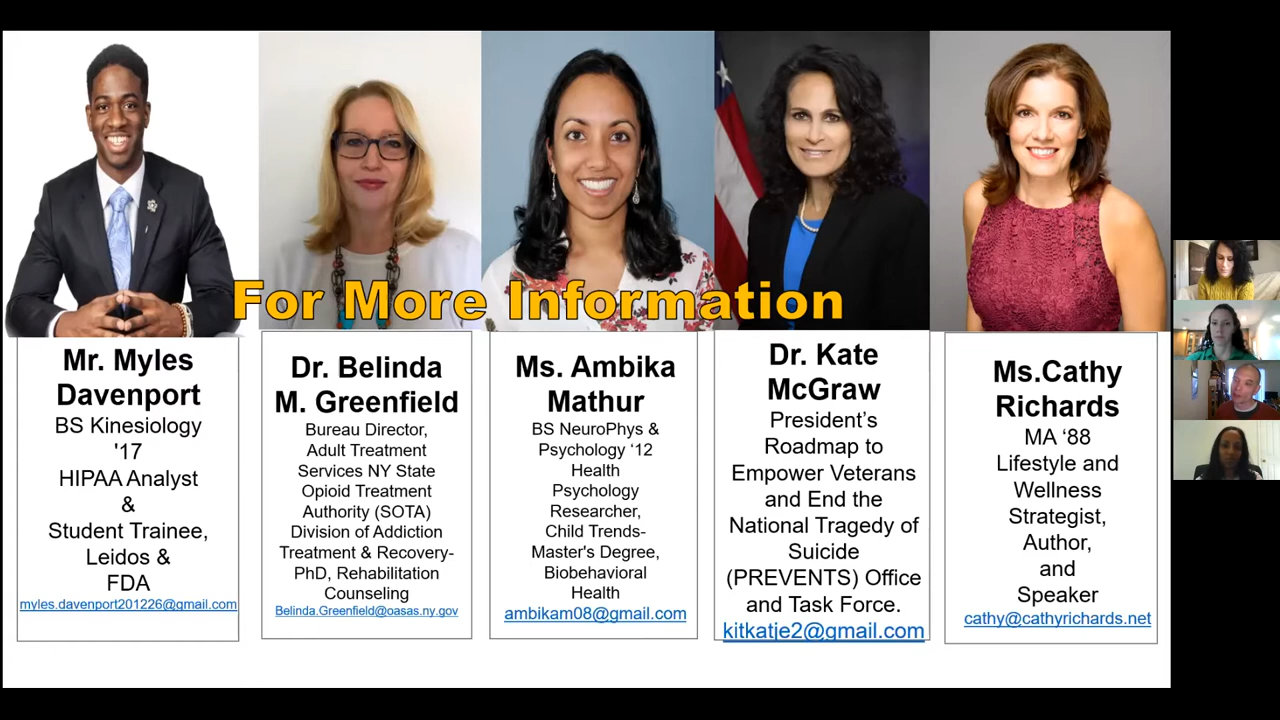 For More Information
Mr. Myles
Davenport
BS Kinesiology
'17
HIPAA Analyst
&
Student Trainee,
Leidos &
FDA
myles.davenport201226@gmail.com
Dr. Belinda
M. Greenfield
Bureau Director,
Adult Treatment
Services NY State
Opioid Treatment
Authority (SOTA)
Division of Addiction
Treatment & Recovery-
PhD, Rehabilitation
Counseling
Belinda.Greenfield@oasas.ny.gov
Ms. Ambika
Mathur
BS NeuroPhys &
Psychology ‘12
Health
Psychology
Researcher,
Child Trends-
Master's Degree,
Biobehavioral
Health
ambikam08@gmail.com
Dr. Kate
McGraw
President’s
Roadmap to
Empower Veterans
and End the
National Tragedy of
Suicide
(PREVENTS) Office
and Task Force.
kitkatje2@gmail.com
Ms.Cathy
Richards
MA ‘88
Lifestyle and
Wellness
Strategist,
Author,
and
Speaker
cathy@cathyrichards.net